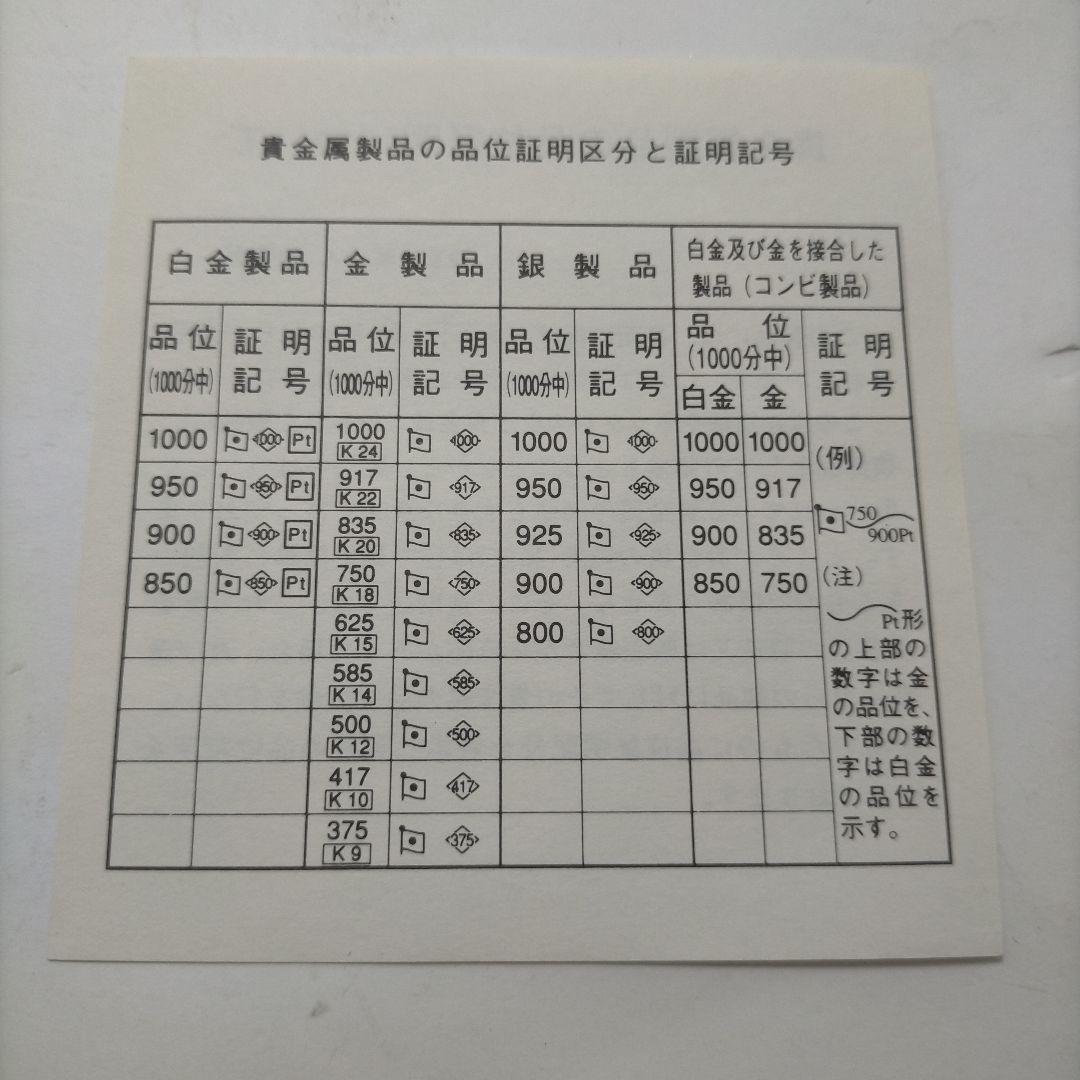 貴金属製品の品位証明区分と証明記号
白金製品 金製品 銀製品 白金及び金を接合した
製品（コンビ製品）
品位 証明 品位 証明 品位 証明 品位 証明
(1000分中) 記号 (1000分中) 記号 (1000分中) 記号 (1000分中) 記号
白金 金
1000 1000 Pt 1000 1000 1000 1000 1000 1000 (例)
K 24
950 950 Pt 917 917 950 950 950 917
K 22
900 900 Pt 835 835 925 925 900 835 750
K 20 900Pt
850 850 Pt 750 750 900 900 850 750 (注)
K 18
625 625 800 800 Pt形
K 15 の上部の
585 585 数字は金
K 14 の品位を、
500 500 下部の数
K 12 字は白金
417 417 の品位を
K 10 示す。
375 375
K 9